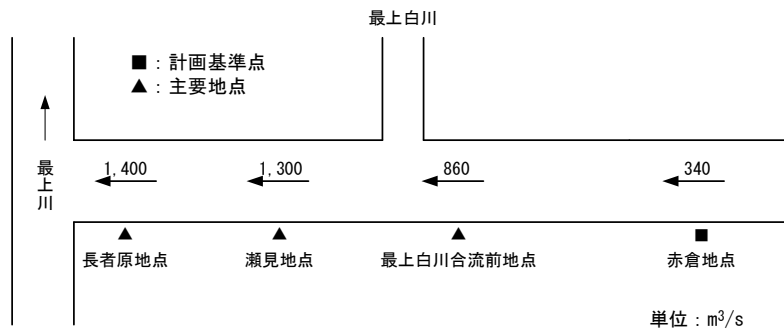 最上白川
■：計画基準点
▲：主要地点
最上川
1,400
1,300
860
340
長者原地点
瀬見地点
最上白川合流前地点
赤倉地点
単位：m³/s